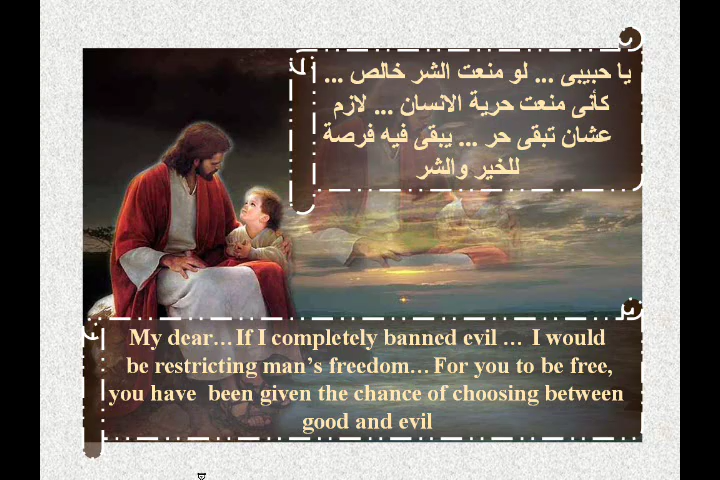 يا حبيبى ... لو منعت الشر خالص ...
كأنى منعت حرية الانسان ... لازم
عشان تبقى حر ... يبقى فيه فرصة
للخير والشر
My dear... If I completely banned evil ... I would
be restricting man's freedom... For you to be free,
you have been given the chance of choosing between
good and evil